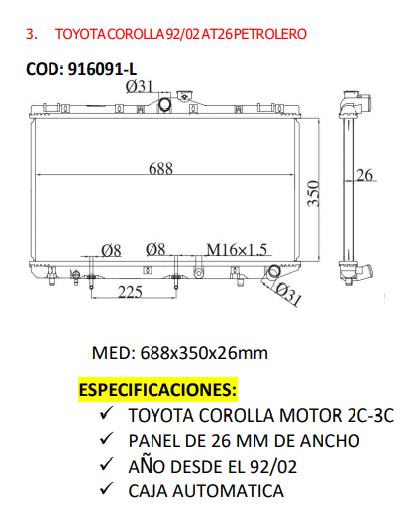 3. TOYOTA COROLLA 92/02 AT 26 PETROLERO
COD: 916091-L
Ø31
688
26
350
Ø8
Ø8
M16×1.5
225
Ø31
MED: 688x350x26mm
ESPECIFICACIONES:
✓ TOYOTA COROLLA MOTOR 2C-3C
✓ PANEL DE 26 MM DE ANCHO
✓ AÑO DESDE EL 92/02
✓ CAJA AUTOMATICA